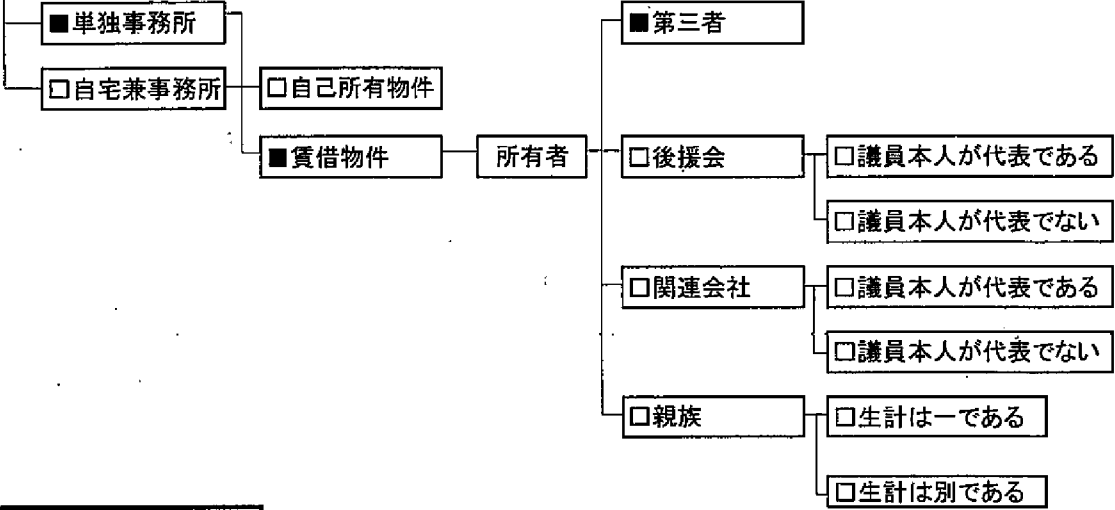 ■単独事務所
□自宅兼事務所
□自己所有物件
■賃借物件
所有者
■第三者
□後援会
□議員本人が代表である
□議員本人が代表でない
□関連会社
□議員本人が代表である
□議員本人が代表でない
□親族
□生計は一である
□生計は別である